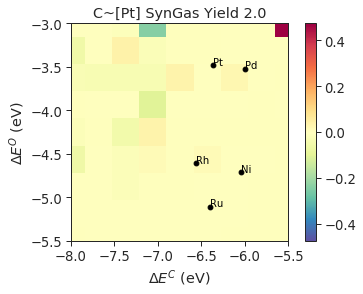 C~[Pt] SynGas Yield 2.0
−3.0
−3.5
−4.0
−4.5
−5.0
−5.5
ΔE^O (eV)
Pt
Pd
Rh
Ni
Ru
0.4
0.2
0.0
−0.2
−0.4
−8.0 −7.5 −7.0 −6.5 −6.0 −5.5
ΔE^C (eV)